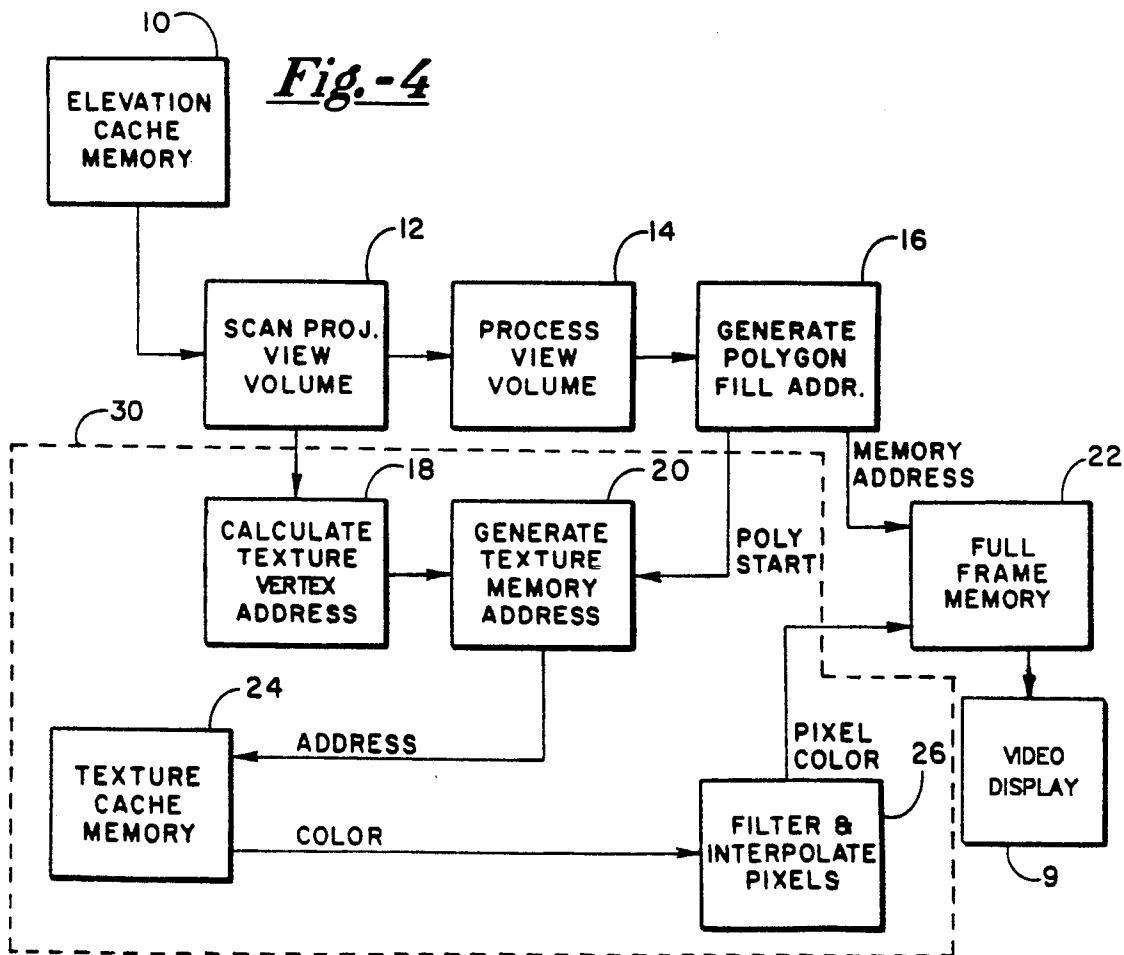 10
Fig.-4
ELEVATION
CACHE
MEMORY
12
14
16
SCAN PROJ.
VIEW
VOLUME
PROCESS
VIEW
VOLUME
GENERATE
POLYGON
FILL ADDR.
30
18
20
MEMORY
ADDRESS
22
CALCULATE
TEXTURE
VERTEX
ADDRESS
GENERATE
TEXTURE
MEMORY
ADDRESS
POLY
START
FULL
FRAME
MEMORY
24
ADDRESS
PIXEL
COLOR
26
VIDEO
DISPLAY
TEXTURE
CACHE
MEMORY
COLOR
FILTER &
INTERPOLATE
PIXELS
9